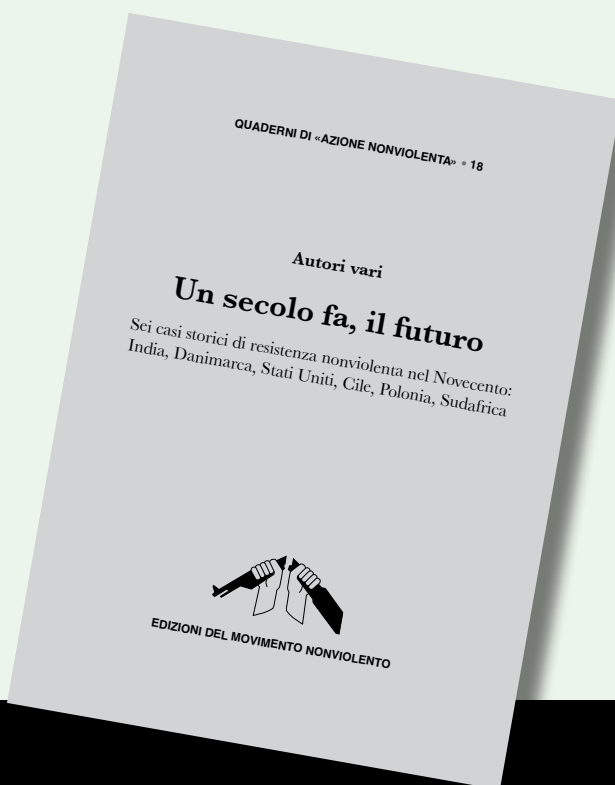 QUADERNI DI «AZIONE NONVIOLENTA» • 18
Autori vari
Un secolo fa, il futuro
Sei casi storici di resistenza nonviolenta nel Novecento:
India, Danimarca, Stati Uniti, Cile, Polonia, Sudafrica
EDIZIONI DEL MOVIMENTO NONVIOLENTO